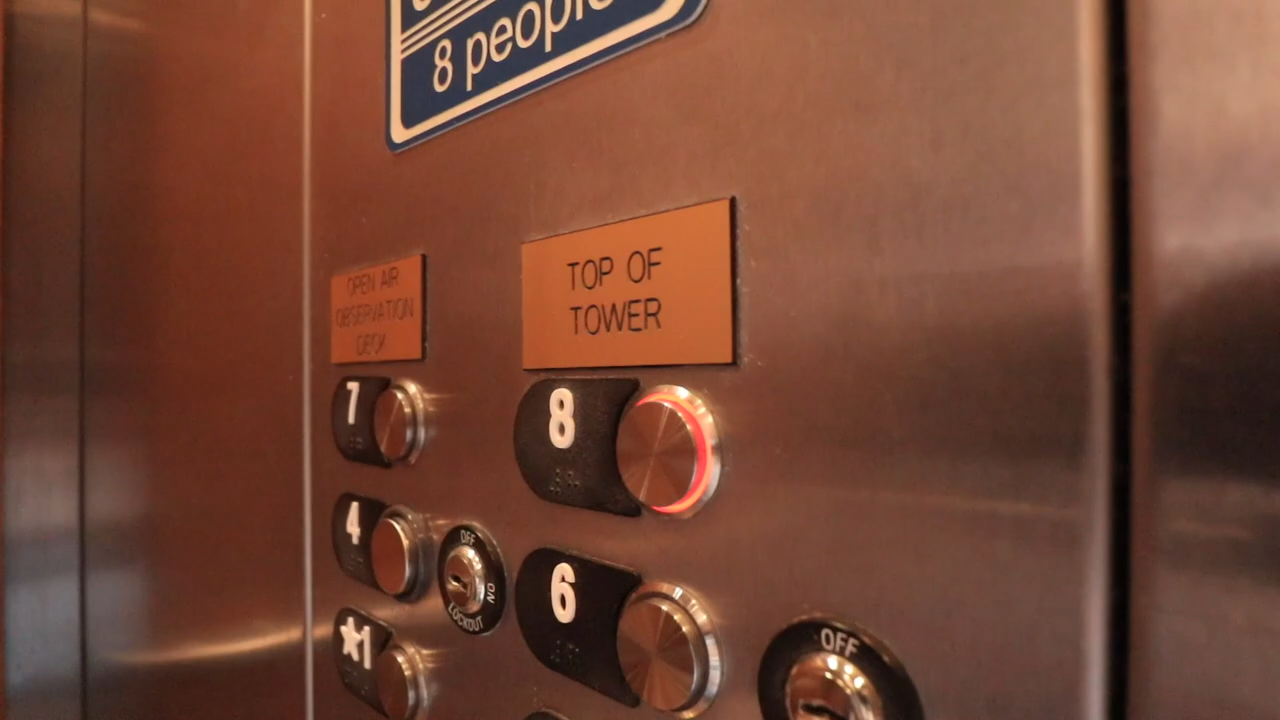 8 people
OPEN AIR
OBSERVATION
DECK
TOP OF
TOWER
7
8
4
OFF
ON
LOCKOUT
6
★1
OFF